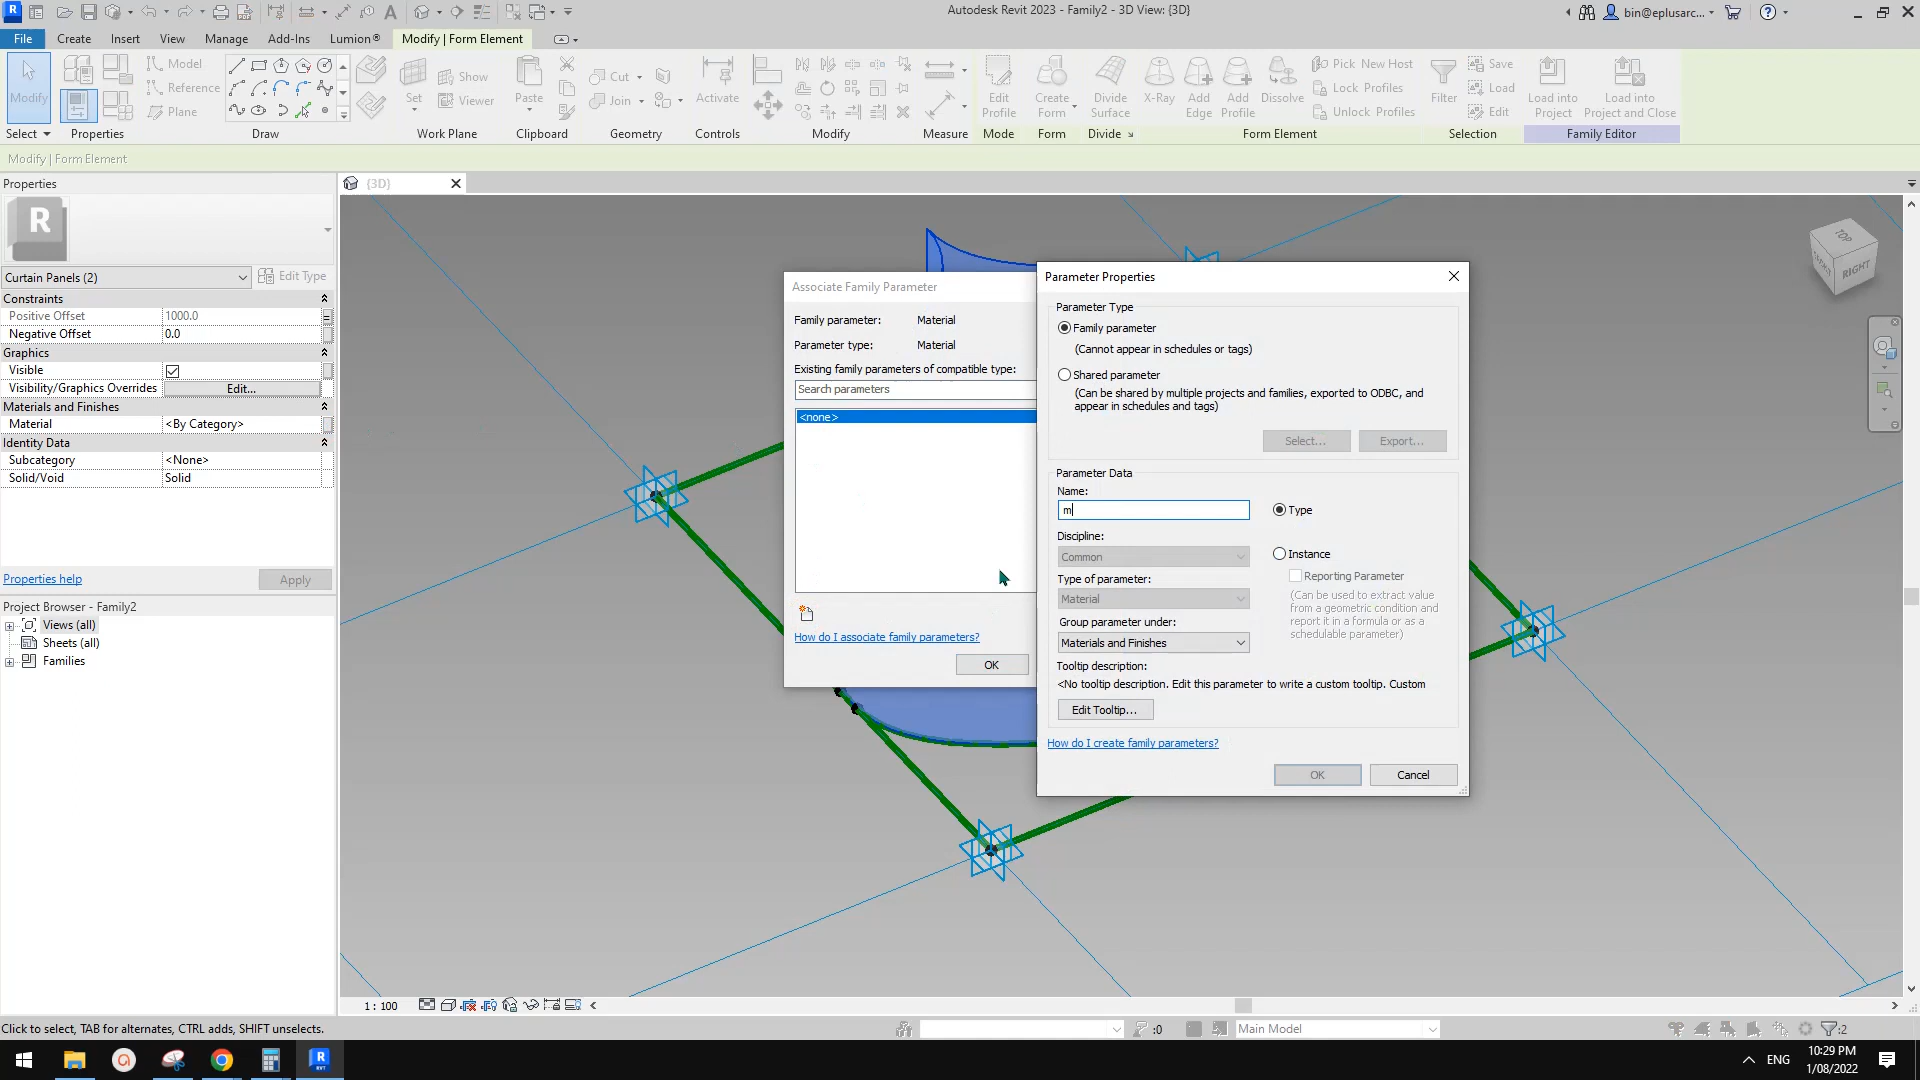 Autodesk Revit 2023 - Family2 - 3D View: {3D}
bin@eplusarc...
File
Create
Insert
View
Manage
Add-Ins
Lumion®
Modify | Form Element
Modify
Select
Properties
Model
Reference
Plane
Draw
Set
Show
Viewer
Work Plane
Paste
Clipboard
Cut
Join
Geometry
Activate
Controls
Modify
Measure
Edit
Profile
Mode
Create
Form
Form
Divide
Surface
Divide
X-Ray
Add
Edge
Add
Profile
Dissolve
Pick New Host
Lock Profiles
Unlock Profiles
Form Element
Filter
Save
Load
Edit
Selection
Load into
Project
Load into
Project and Close
Family Editor
Modify | Form Element
Properties
R
Curtain Panels (2)
Edit Type
Constraints
Positive Offset 1000.0
Negative Offset 0.0
Graphics
Visible
Visibility/Graphics Overrides Edit...
Materials and Finishes
Material <By Category>
Identity Data
Subcategory <None>
Solid/Void Solid
Properties help
Apply
Project Browser - Family2
Views (all)
Sheets (all)
Families
{3D}
TOP
RIGHT
Associate Family Parameter
Family parameter: Material
Parameter type: Material
Existing family parameters of compatible type:
Search parameters
<none>
How do I associate family parameters?
OK
Parameter Properties
Parameter Type
Family parameter
(Cannot appear in schedules or tags)
Shared parameter
(Can be shared by multiple projects and families, exported to ODBC, and
appear in schedules and tags)
Select...
Export...
Parameter Data
Name:
m
Type
Discipline:
Common
Instance
Type of parameter:
Material
Reporting Parameter
(Can be used to extract value
from a geometric condition and
report it in a formula or as a
schedulable parameter)
Group parameter under:
Materials and Finishes
Tooltip description:
<No tooltip description. Edit this parameter to write a custom tooltip. Custom
Edit Tooltip...
How do I create family parameters?
OK
Cancel
1 : 100
Click to select, TAB for alternates, CTRL adds, SHIFT unselects.
:0
Main Model
:2
ENG
10:29 PM
1/08/2022